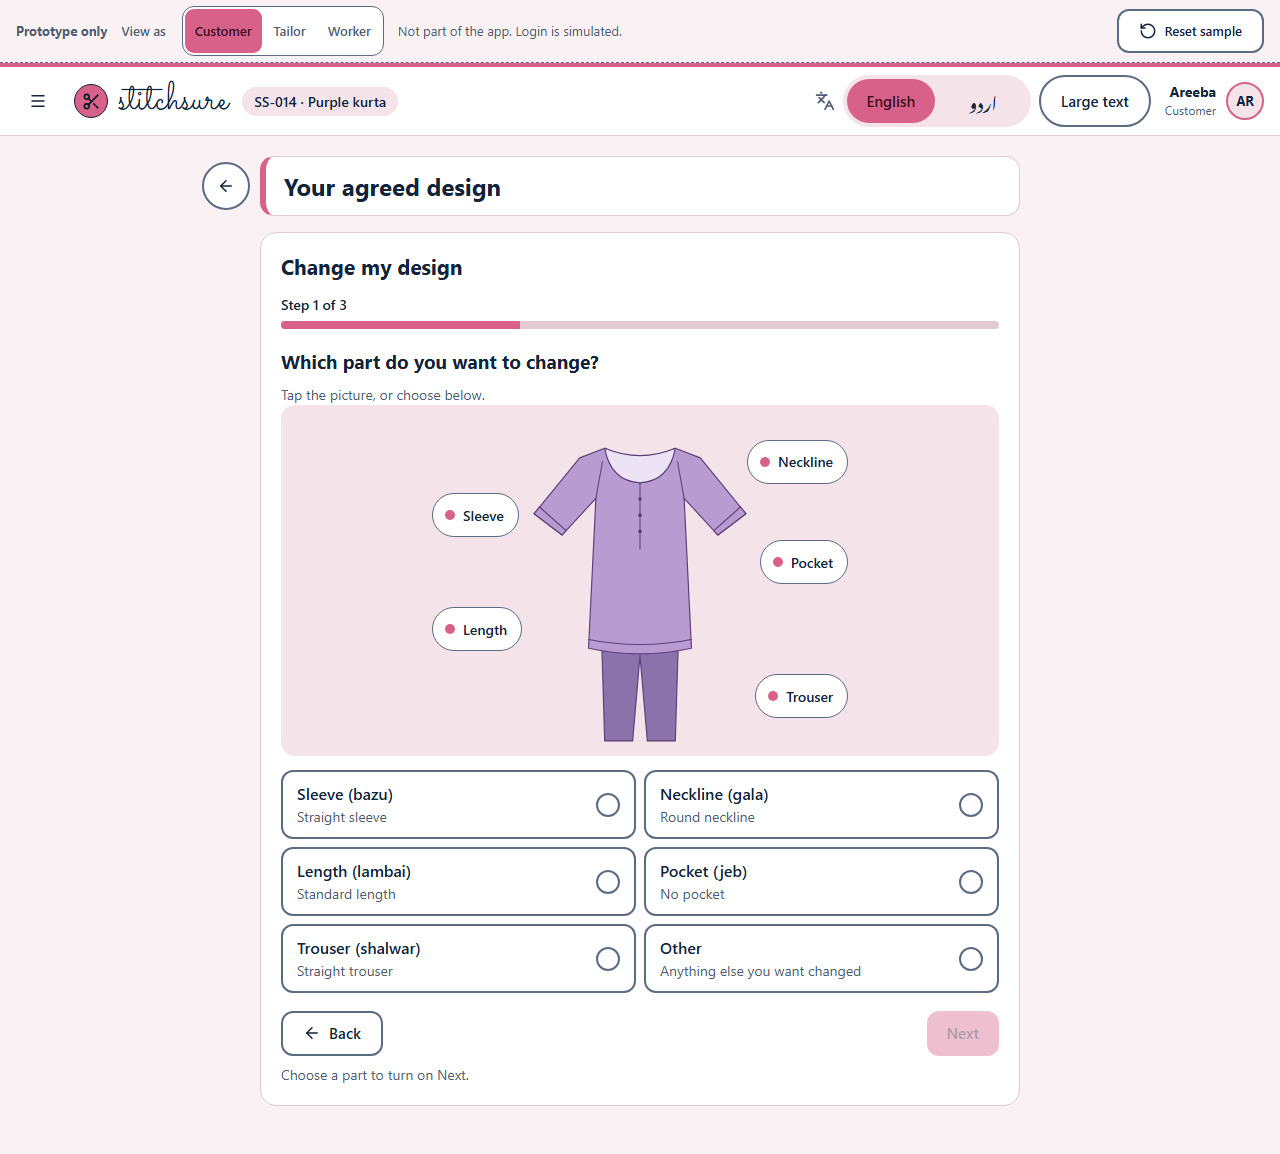 Prototype only View as Customer Tailor Worker Not part of the app. Login is simulated. Reset sample
stitchsure SS-014 · Purple kurta English اردو Large text Areeba AR
Customer
Your agreed design
Change my design
Step 1 of 3
Which part do you want to change?
Tap the picture, or choose below.
Neckline
Sleeve
Pocket
Length
Trouser
Sleeve (bazu)
Straight sleeve
Neckline (gala)
Round neckline
Length (lambai)
Standard length
Pocket (jeb)
No pocket
Trouser (shalwar)
Straight trouser
Other
Anything else you want changed
Back Next
Choose a part to turn on Next.